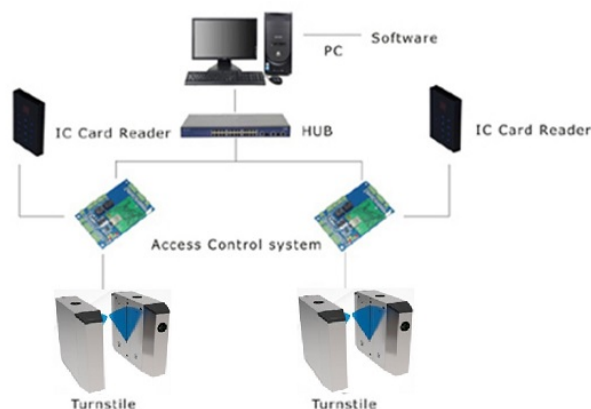 Software
PC
IC Card Reader
HUB
IC Card Reader
Access Control system
Turnstile
Turnstile